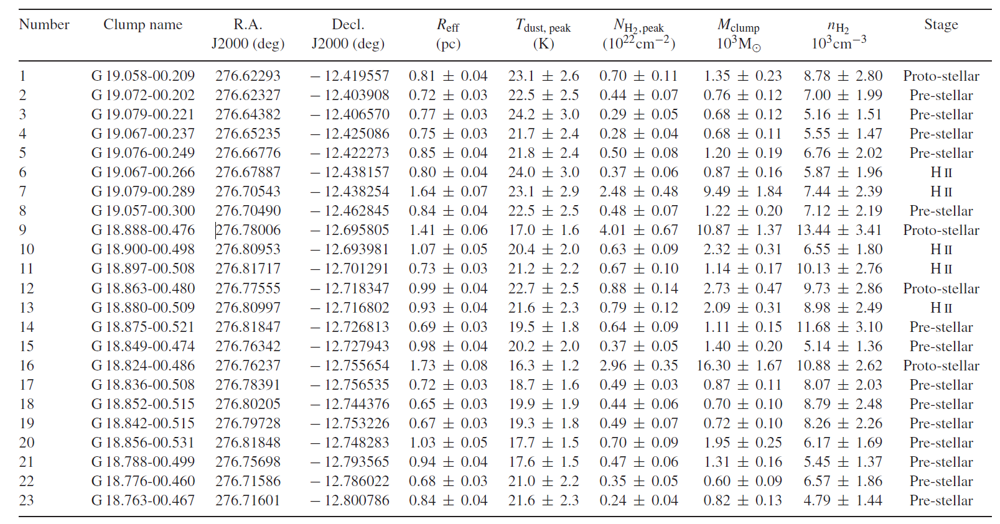 Number Clump name R.A. Decl. R_eff T_dust, peak N_H₂,peak M_clump n_H₂ Stage
J2000 (deg) J2000 (deg) (pc) (K) (10²²cm⁻²) 10³M⊙ 10³cm⁻³
1 G 19.058-00.209 276.62293 − 12.419557 0.81 ± 0.04 23.1 ± 2.6 0.70 ± 0.11 1.35 ± 0.23 8.78 ± 2.80 Proto-stellar
2 G 19.072-00.202 276.62327 − 12.403908 0.72 ± 0.03 22.5 ± 2.5 0.44 ± 0.07 0.76 ± 0.12 7.00 ± 1.99 Pre-stellar
3 G 19.079-00.221 276.64382 − 12.406570 0.77 ± 0.03 24.2 ± 3.0 0.29 ± 0.05 0.68 ± 0.12 5.16 ± 1.51 Pre-stellar
4 G 19.067-00.237 276.65235 − 12.425086 0.75 ± 0.03 21.7 ± 2.4 0.28 ± 0.04 0.68 ± 0.11 5.55 ± 1.47 Pre-stellar
5 G 19.076-00.249 276.66776 − 12.422273 0.85 ± 0.04 21.8 ± 2.4 0.50 ± 0.08 1.20 ± 0.19 6.76 ± 2.02 Pre-stellar
6 G 19.067-00.266 276.67887 − 12.438157 0.80 ± 0.04 24.0 ± 3.0 0.37 ± 0.06 0.87 ± 0.16 5.87 ± 1.96 H II
7 G 19.079-00.289 276.70543 − 12.438254 1.64 ± 0.07 23.1 ± 2.9 2.48 ± 0.48 9.49 ± 1.84 7.44 ± 2.39 H II
8 G 19.057-00.300 276.70490 − 12.462845 0.84 ± 0.04 22.5 ± 2.5 0.48 ± 0.07 1.22 ± 0.20 7.12 ± 2.19 Pre-stellar
9 G 18.888-00.476 276.78006 − 12.695805 1.41 ± 0.06 17.0 ± 1.6 4.01 ± 0.67 10.87 ± 1.37 13.44 ± 3.41 Proto-stellar
10 G 18.900-00.498 276.80953 − 12.693981 1.07 ± 0.05 20.4 ± 2.0 0.63 ± 0.09 2.32 ± 0.31 6.55 ± 1.80 H II
11 G 18.897-00.508 276.81717 − 12.701291 0.73 ± 0.03 21.2 ± 2.2 0.67 ± 0.10 1.14 ± 0.17 10.13 ± 2.76 H II
12 G 18.863-00.480 276.77555 − 12.718347 0.99 ± 0.04 22.7 ± 2.5 0.88 ± 0.14 2.73 ± 0.47 9.73 ± 2.86 Proto-stellar
13 G 18.880-00.509 276.80997 − 12.716802 0.93 ± 0.04 21.6 ± 2.3 0.79 ± 0.12 2.09 ± 0.31 8.98 ± 2.49 H II
14 G 18.875-00.521 276.81847 − 12.726813 0.69 ± 0.03 19.5 ± 1.8 0.64 ± 0.09 1.11 ± 0.15 11.68 ± 3.10 Pre-stellar
15 G 18.849-00.474 276.76342 − 12.727943 0.98 ± 0.04 20.2 ± 2.0 0.37 ± 0.05 1.40 ± 0.20 5.14 ± 1.36 Pre-stellar
16 G 18.824-00.486 276.76237 − 12.755654 1.73 ± 0.08 16.3 ± 1.2 2.96 ± 0.35 16.30 ± 1.67 10.88 ± 2.62 Proto-stellar
17 G 18.836-00.508 276.78391 − 12.756535 0.72 ± 0.03 18.7 ± 1.6 0.49 ± 0.03 0.87 ± 0.11 8.07 ± 2.03 Pre-stellar
18 G 18.852-00.515 276.80205 − 12.744376 0.65 ± 0.03 19.9 ± 1.9 0.44 ± 0.06 0.70 ± 0.10 8.79 ± 2.48 Pre-stellar
19 G 18.842-00.515 276.79728 − 12.753226 0.67 ± 0.03 19.3 ± 1.8 0.49 ± 0.07 0.72 ± 0.10 8.26 ± 2.26 Pre-stellar
20 G 18.856-00.531 276.81848 − 12.748283 1.03 ± 0.05 17.7 ± 1.5 0.70 ± 0.09 1.95 ± 0.25 6.17 ± 1.69 Pre-stellar
21 G 18.788-00.499 276.75698 − 12.793565 0.94 ± 0.04 17.6 ± 1.5 0.47 ± 0.06 1.31 ± 0.16 5.45 ± 1.37 Pre-stellar
22 G 18.776-00.460 276.71586 − 12.786022 0.68 ± 0.03 21.0 ± 2.2 0.35 ± 0.05 0.60 ± 0.09 6.57 ± 1.86 Pre-stellar
23 G 18.763-00.467 276.71601 − 12.800786 0.84 ± 0.04 21.6 ± 2.3 0.24 ± 0.04 0.82 ± 0.13 4.79 ± 1.44 Pre-stellar